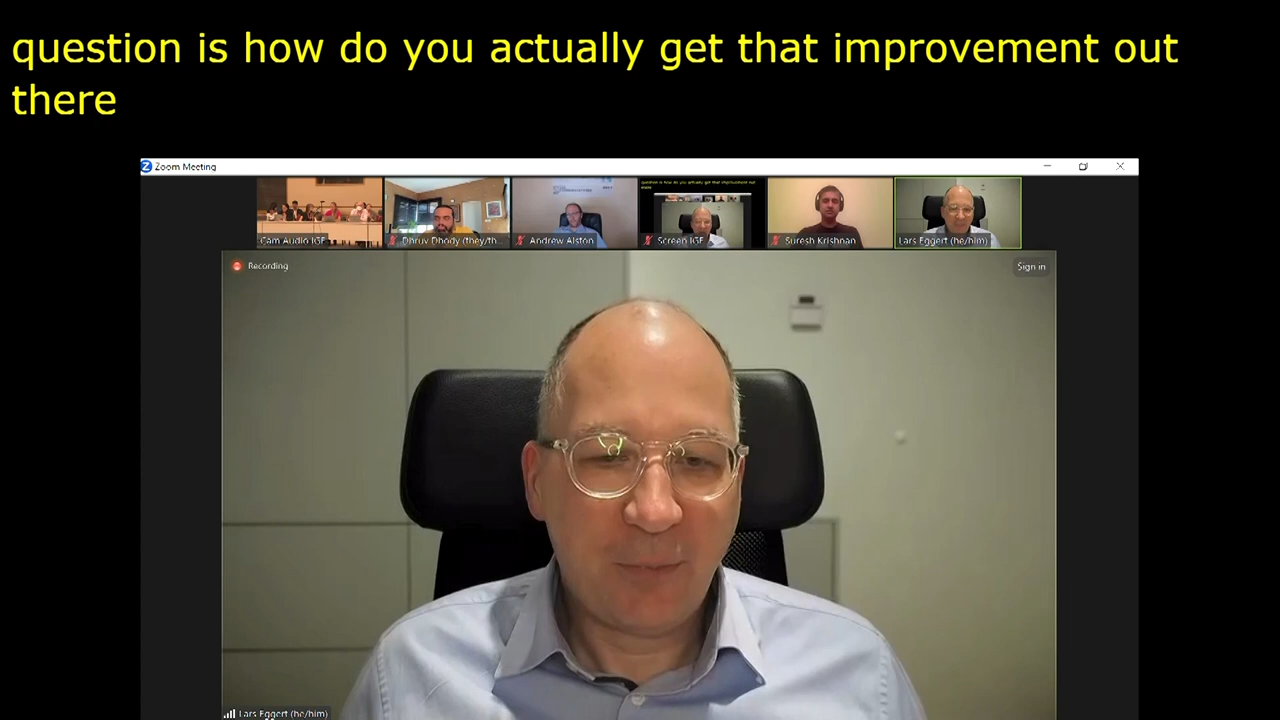 question is how do you actually get that improvement out
there
Zoom Meeting
Cam Audio IGF
Dhruv Dhody (they/th...
Andrew Alston
Screen IGF
Suresh Krishnan
Lars Eggert (he/him)
Recording
Sign in
Lars Eggert (he/him)